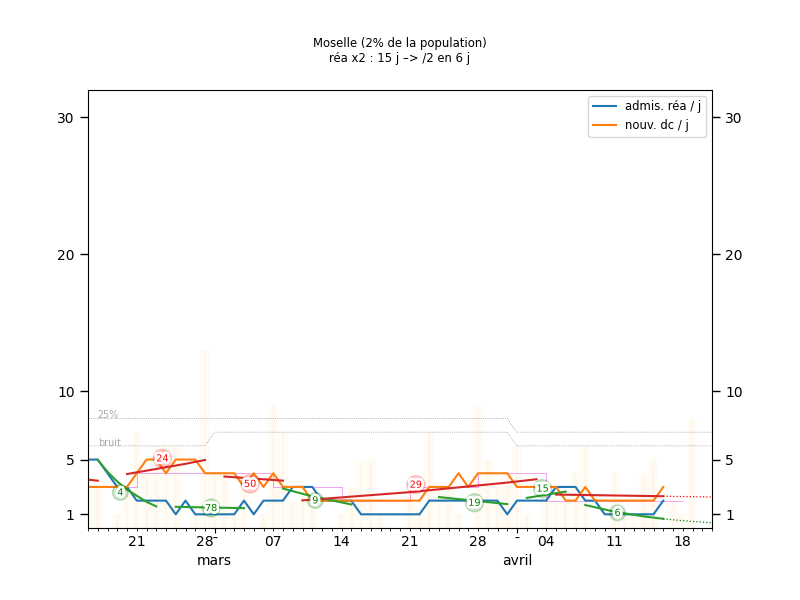 Moselle (2% de la population)
réa x2 : 15 j –> /2 en 6 j
admis. réa / j
nouv. dc / j
30 30
20 20
10 10
25%
bruit
5 5
24
50
29
4
78
9
19
15
6
1 1
21 28 07 14 21 28 04 11 18
mars avril